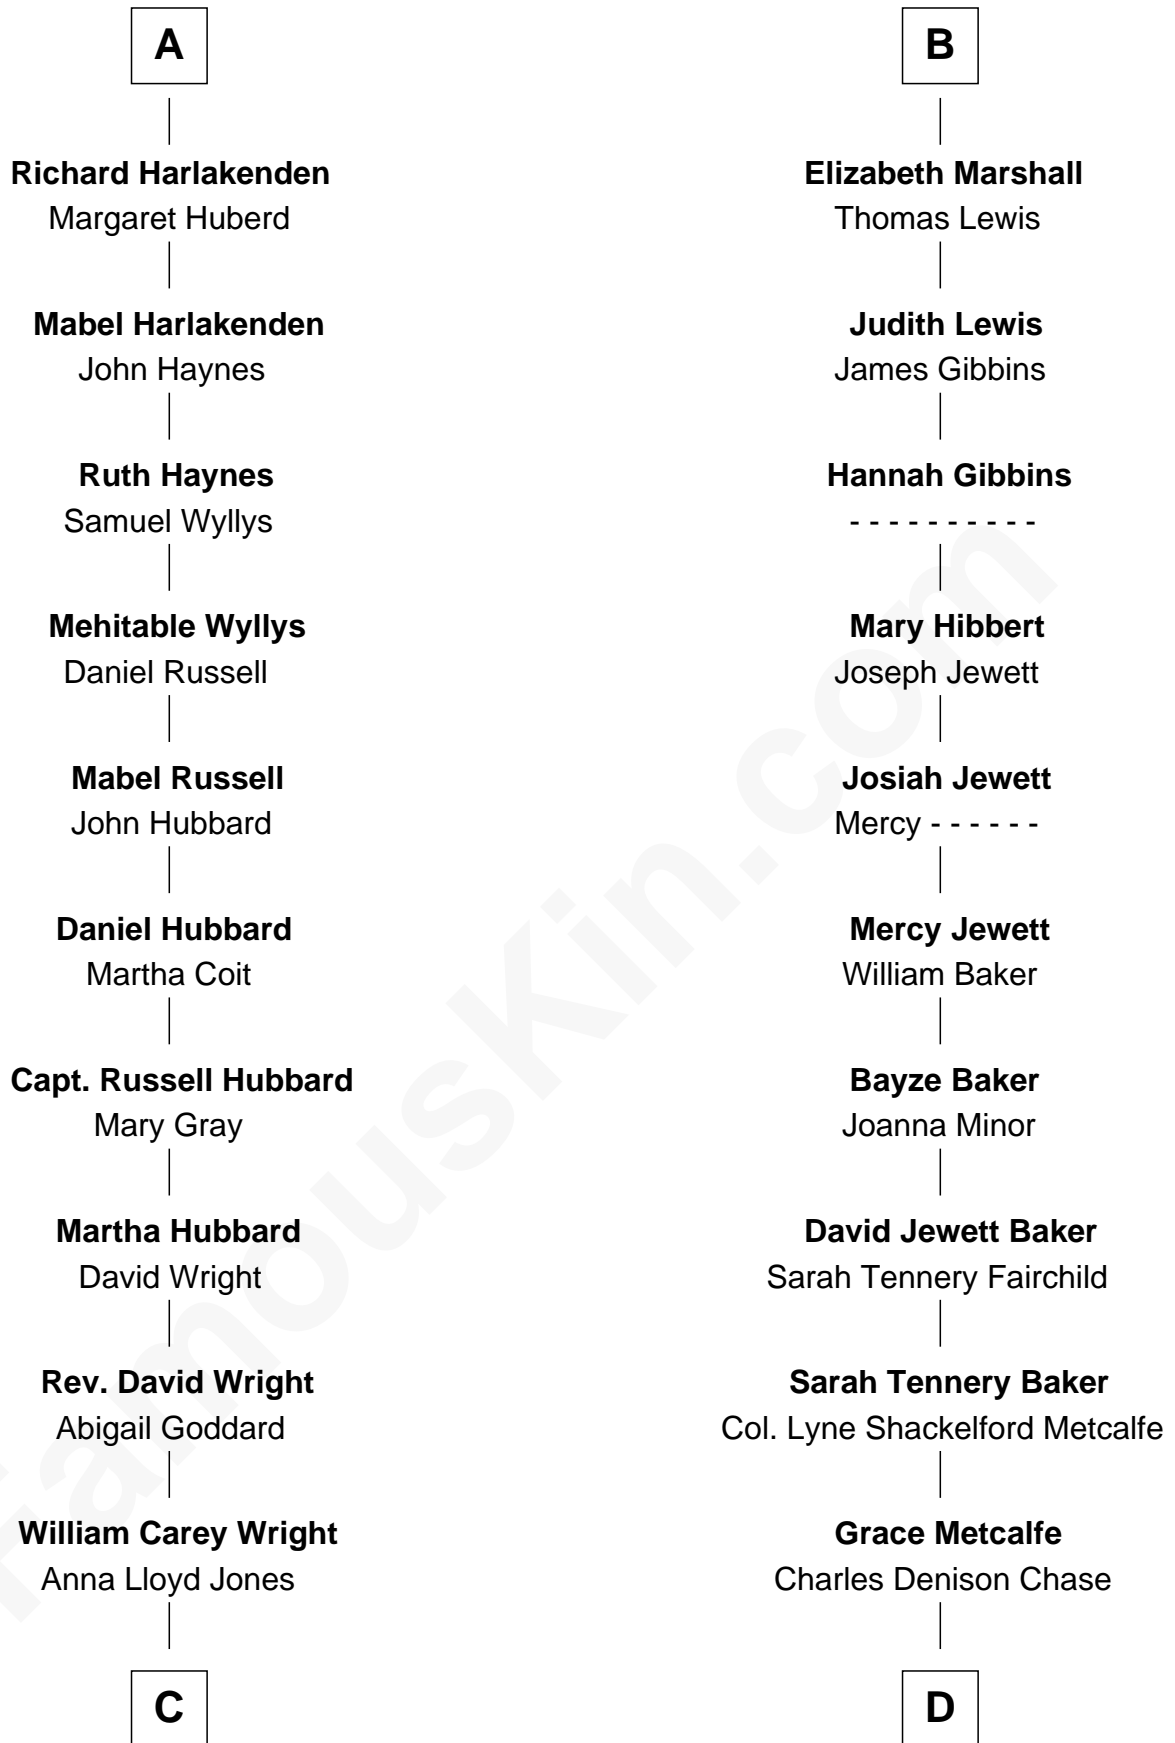 A
Richard Harlakenden
Margaret Huberd
Mabel Harlakenden
John Haynes
Ruth Haynes
Samuel Wyllys
Mehitable Wyllys
Daniel Russell
Mabel Russell
John Hubbard
Daniel Hubbard
Martha Coit
Capt. Russell Hubbard
Mary Gray
Martha Hubbard
David Wright
Rev. David Wright
Abigail Goddard
William Carey Wright
Anna Lloyd Jones
C
B
Elizabeth Marshall
Thomas Lewis
Judith Lewis
James Gibbins
Hannah Gibbins
- - - - - - - - - -
Mary Hibbert
Joseph Jewett
Josiah Jewett
Mercy - - - - - -
Mercy Jewett
William Baker
Bayze Baker
Joanna Minor
David Jewett Baker
Sarah Tennery Fairchild
Sarah Tennery Baker
Col. Lyne Shackelford Metcalfe
Grace Metcalfe
Charles Denison Chase
D
FamousKin.com